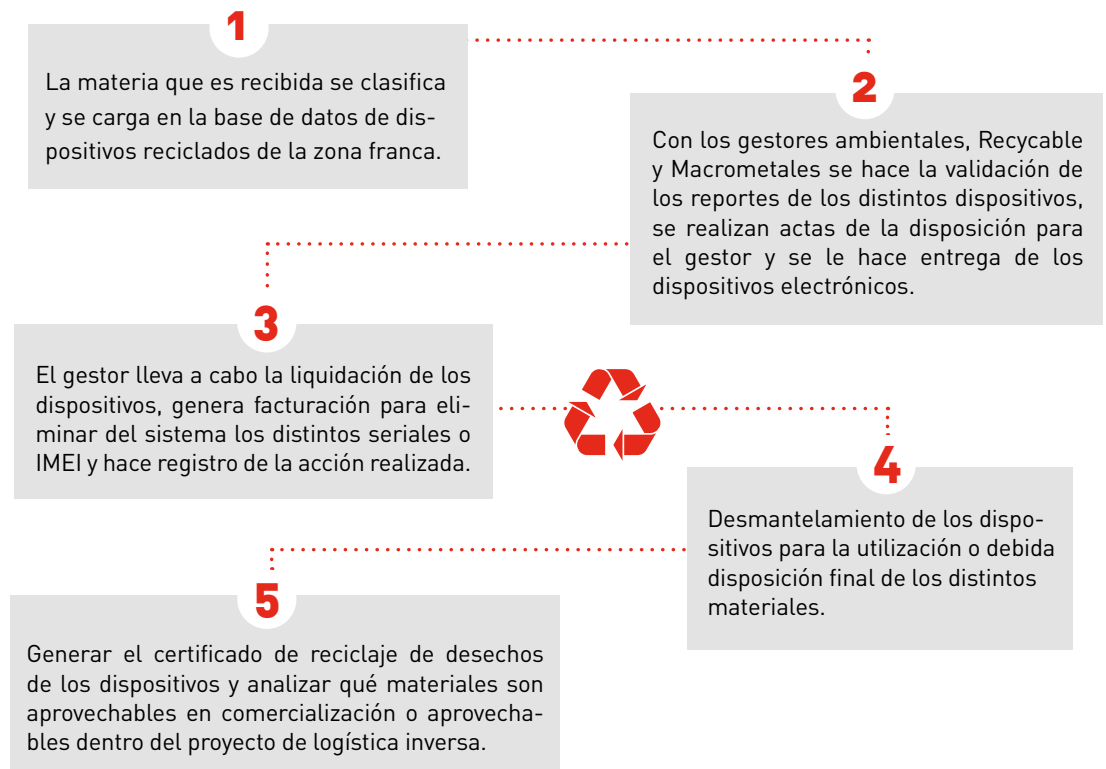 1
La materia que es recibida se clasifica
y se carga en la base de datos de dis-
positivos reciclados de la zona franca.
2
Con los gestores ambientales, Recycable
y Macrometales se hace la validación de
los reportes de los distintos dispositivos,
se realizan actas de la disposición para
el gestor y se le hace entrega de los
dispositivos electrónicos.
3
El gestor lleva a cabo la liquidación de los
dispositivos, genera facturación para eli-
minar del sistema los distintos seriales o
IMEI y hace registro de la acción realizada.
4
Desmantelamiento de los dispo-
sitivos para la utilización o debida
disposición final de los distintos
materiales.
5
Generar el certificado de reciclaje de desechos
de los dispositivos y analizar qué materiales son
aprovechables en comercialización o aprovecha-
bles dentro del proyecto de logística inversa.